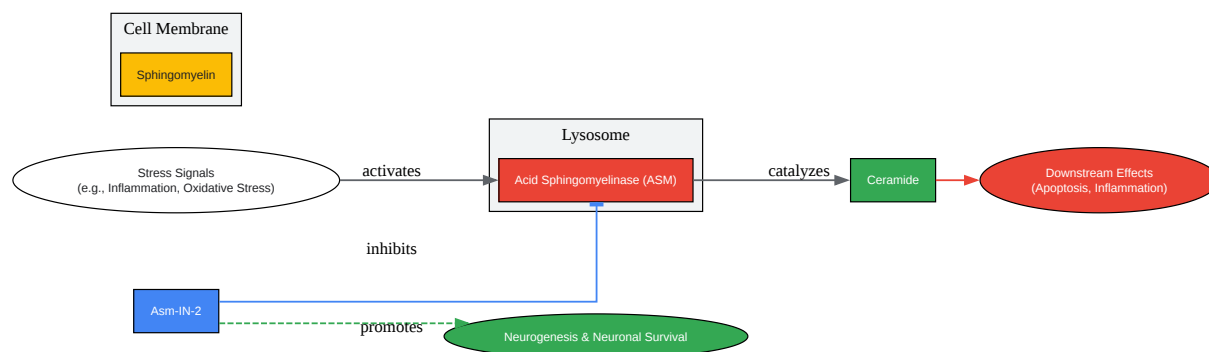 Cell Membrane
Sphingomyelin
Lysosome
Stress Signals
(e.g., Inflammation, Oxidative Stress)
activates
Acid Sphingomyelinase (ASM)
catalyzes
Ceramide
Downstream Effects
(Apoptosis, Inflammation)
inhibits
Asm-IN-2
promotes
Neurogenesis & Neuronal Survival